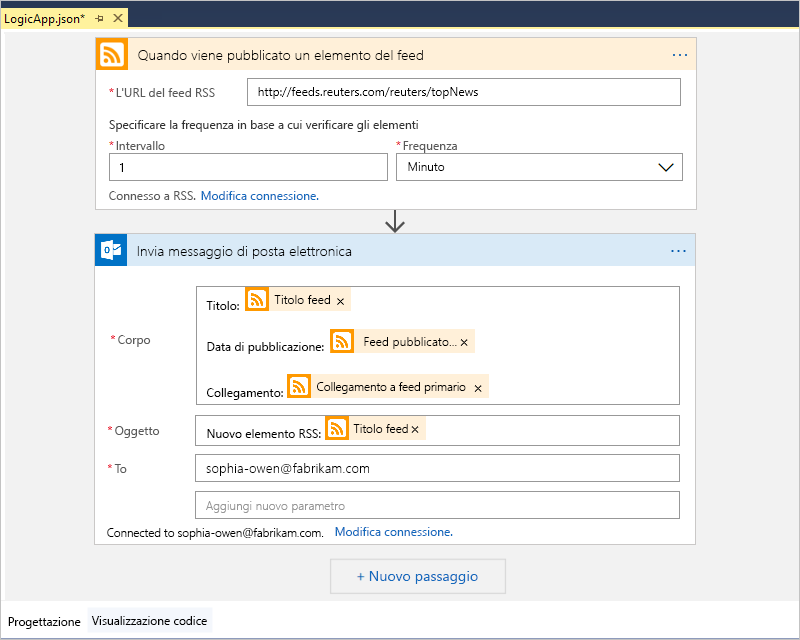 LogicApp.json*
Quando viene pubblicato un elemento del feed
*L'URL del feed RSS http://feeds.reuters.com/reuters/topNews
Specificare la frequenza in base a cui verificare gli elementi
*Intervallo *Frequenza
1 Minuto
Connesso a RSS. Modifica connessione.
Invia messaggio di posta elettronica
Titolo: Titolo feed ×
*Corpo
Data di pubblicazione: Feed pubblicato... ×
Collegamento: Collegamento a feed primario ×
*Oggetto Nuovo elemento RSS: Titolo feed ×
*To sophia-owen@fabrikam.com
Aggiungi nuovo parametro
Connected to sophia-owen@fabrikam.com. Modifica connessione.
+ Nuovo passaggio
Progettazione Visualizzazione codice